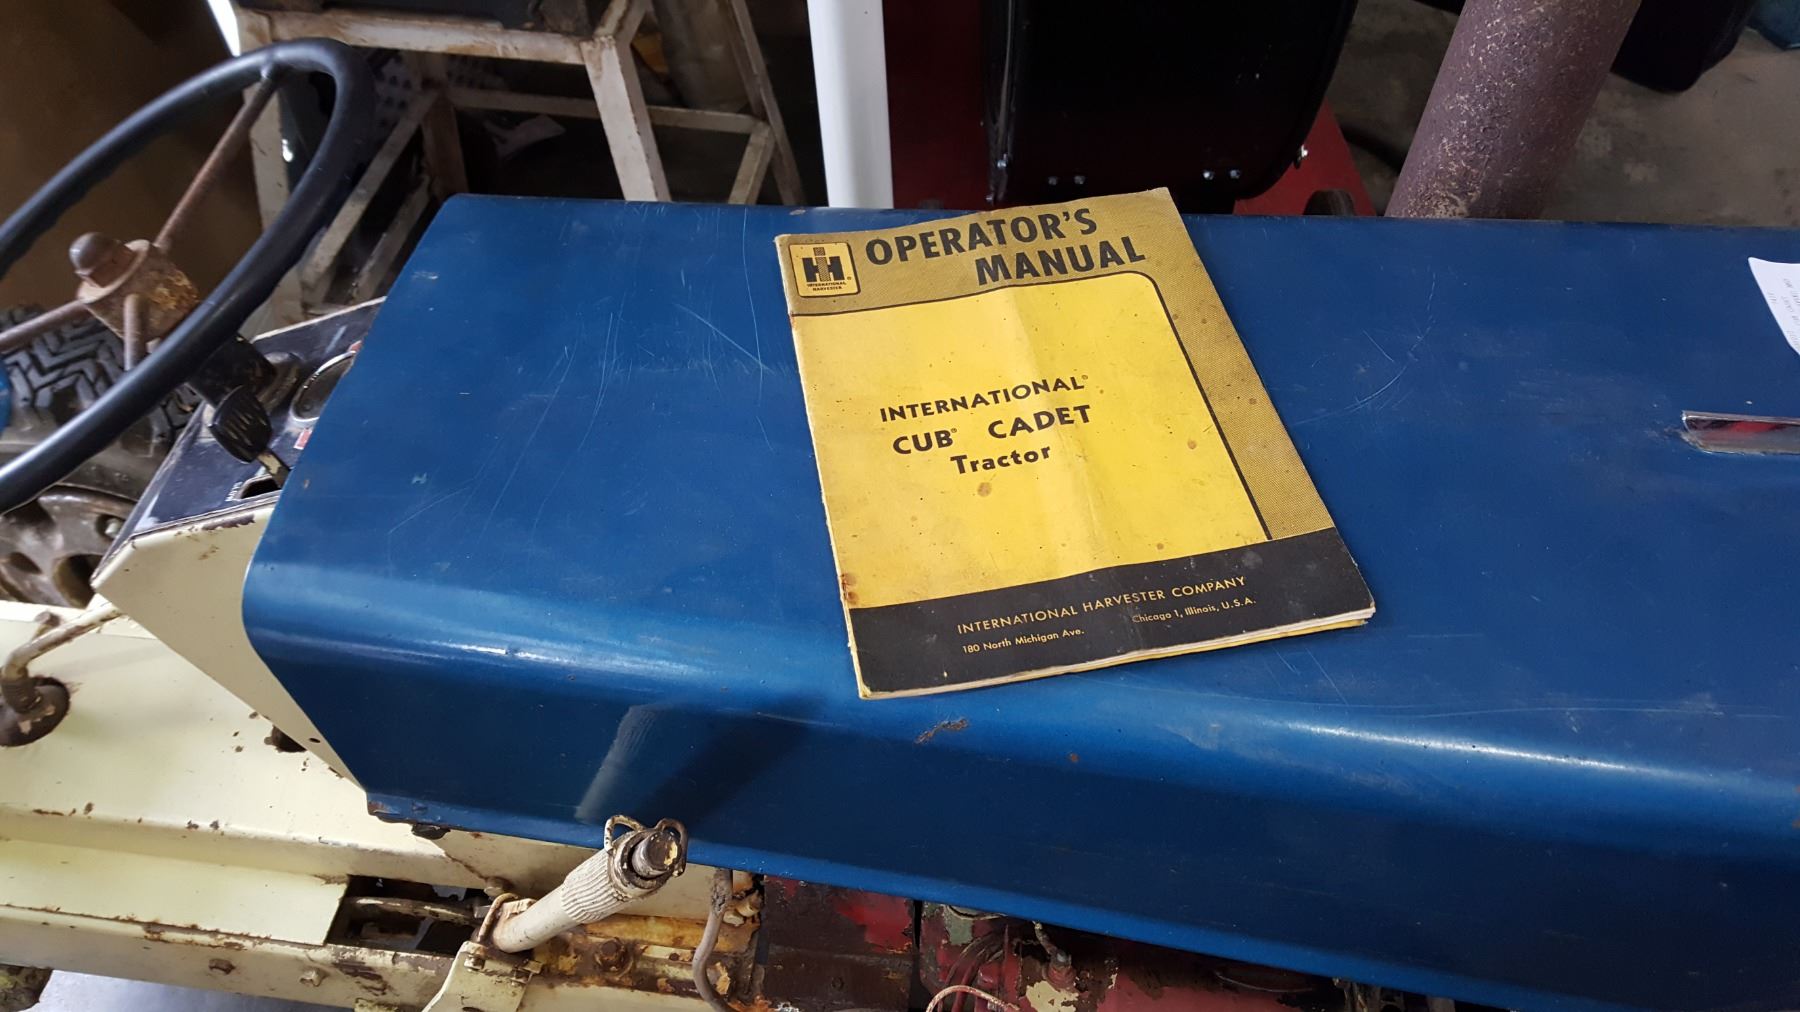 OPERATOR'S
MANUAL
IH®
INTERNATIONAL
HARVESTER
INTERNATIONAL®
CUB® CADET
Tractor
INTERNATIONAL HARVESTER COMPANY
180 North Michigan Ave. Chicago 1, Illinois, U.S.A.